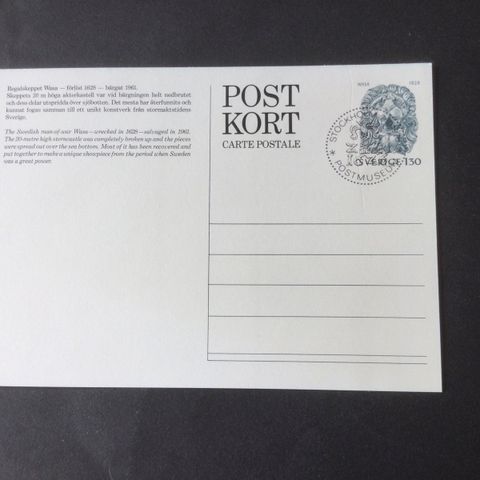 Regalskeppet Wasa — förlist 1628 — bärgat 1961.
Skeppets 20 m höga akterkastell var vid bärgningen helt nedbrutet
och dess delar utspridda över sjöbotten. Det mesta har återfunnits och
kunnat fogas samman till ett unikt konstverk från stormaktstidens
Sverige.
The Swedish man-of-war Wasa—wrecked in 1628—salvaged in 1961.
The 20-metre high sterncastle was completely broken up and the pieces
were spread out over the sea bottom. Most of it has been recovered and
put together to make a unique showpiece from the period when Sweden
was a great power.
POST
KORT
CARTE POSTALE
WASA 1628
SVERIGE 130
STOCKHOLM
* POSTMUSEUM